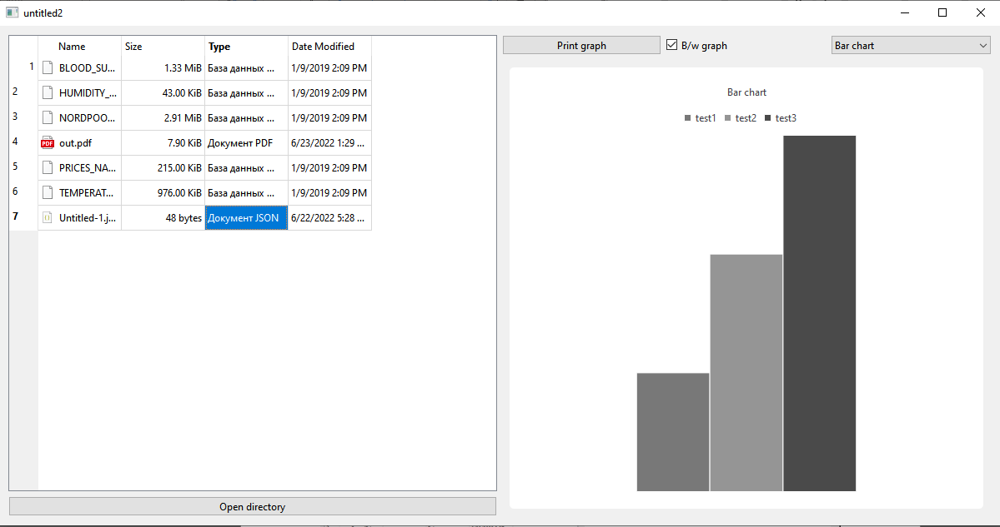 untitled2
Name Size Type Date Modified
1 BLOOD_SU... 1.33 MiB База данных ... 1/9/2019 2:09 PM
2 HUMIDITY_... 43.00 KiB База данных ... 1/9/2019 2:09 PM
3 NORDPOO... 2.91 MiB База данных ... 1/9/2019 2:09 PM
4 out.pdf 7.90 KiB Документ PDF 6/23/2022 1:29 ...
5 PRICES_NA... 215.00 KiB База данных ... 1/9/2019 2:09 PM
6 TEMPERAT... 976.00 KiB База данных ... 1/9/2019 2:09 PM
7 Untitled-1.j... 48 bytes Документ JSON 6/22/2022 5:28 ...
Open directory
Print graph B/w graph Bar chart
Bar chart
test1 test2 test3